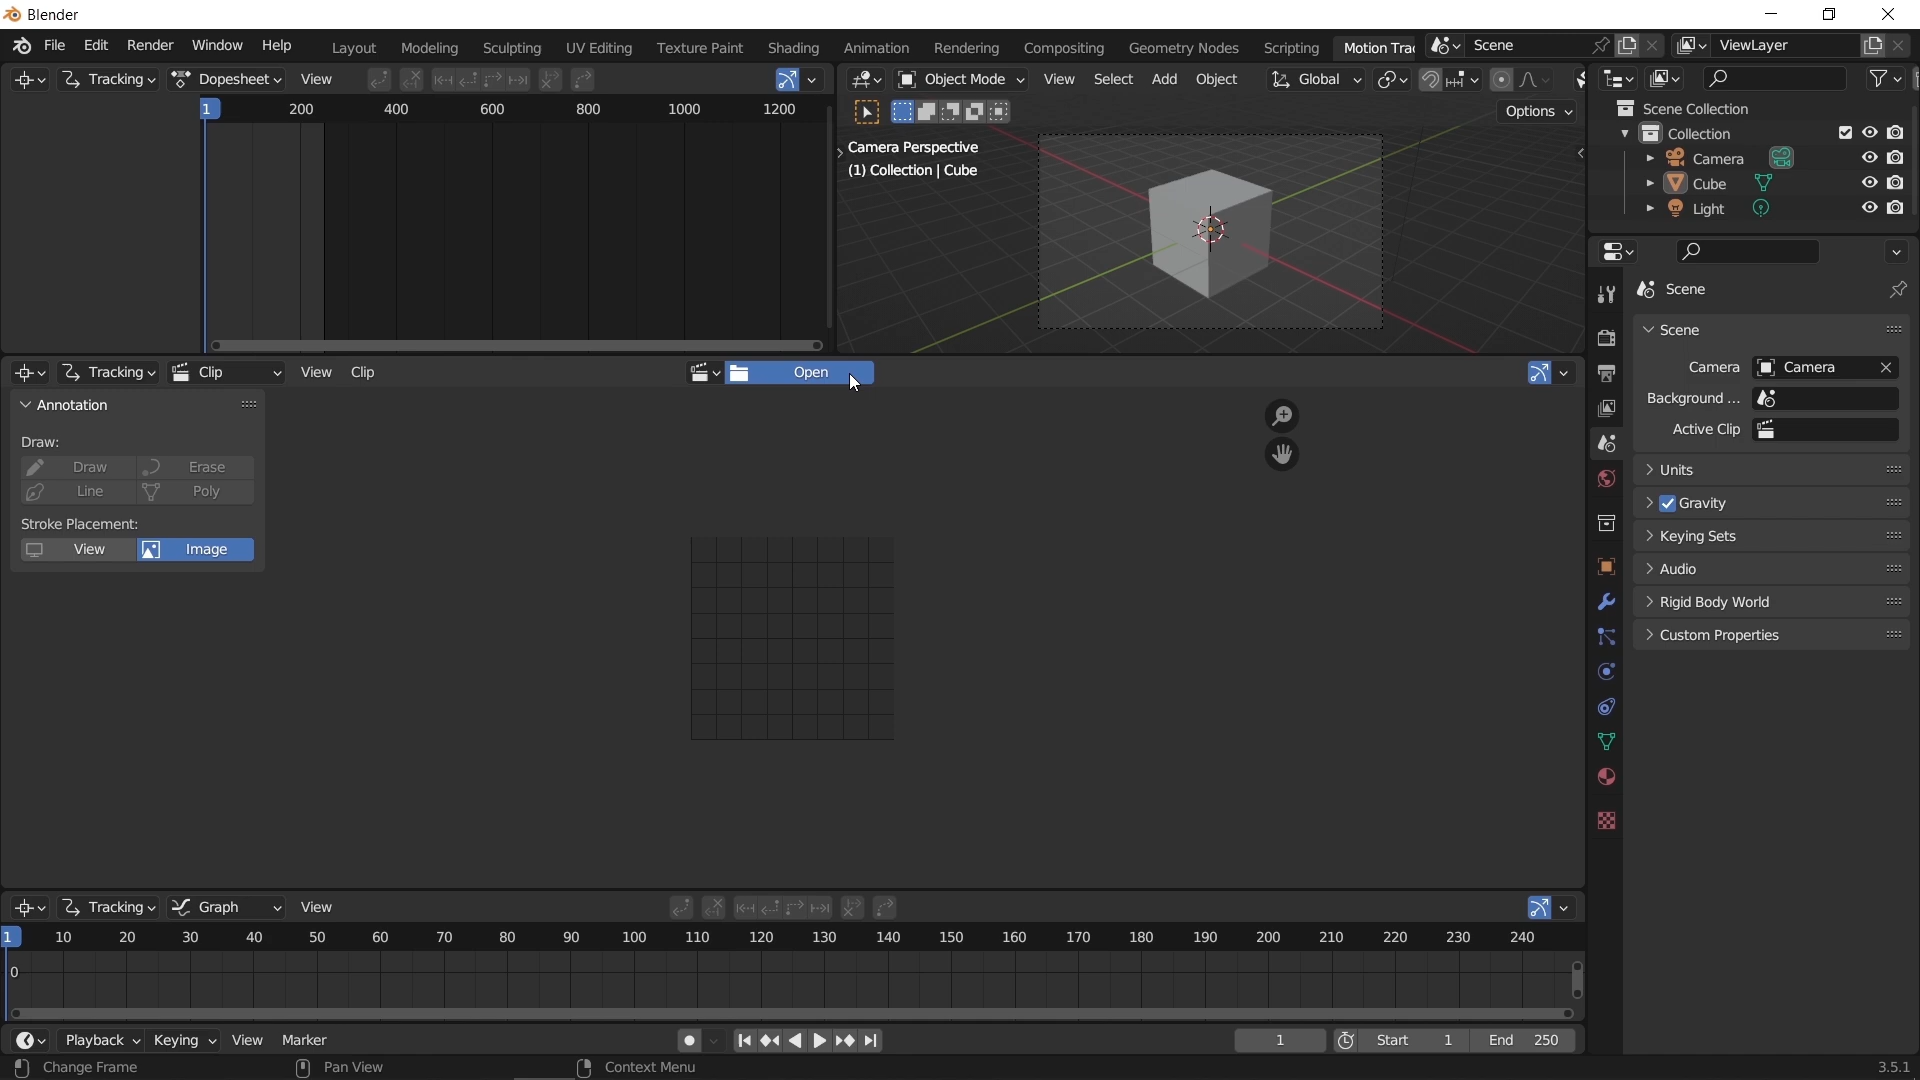 Blender
File Edit Render Window Help Layout Modeling Sculpting UV Editing Texture Paint Shading Animation Rendering Compositing Geometry Nodes Scripting Motion Trac Scene ViewLayer
Tracking Dopesheet View
Object Mode View Select Add Object Global
1 200 400 600 800 1000 1200
Options
Camera Perspective
(1) Collection | Cube
Scene Collection
Collection
Camera
Cube
Light
Scene
Scene
Camera Camera
Background ...
Active Clip
Units
Gravity
Keying Sets
Audio
Rigid Body World
Custom Properties
Tracking Clip View Clip Open
Annotation
Draw:
Draw Erase
Line Poly
Stroke Placement:
View Image
Tracking Graph View
1 10 20 30 40 50 60 70 80 90 100 110 120 130 140 150 160 170 180 190 200 210 220 230 240
0
Playback Keying View Marker 1 Start 1 End 250
Change Frame Pan View Context Menu 3.5.1